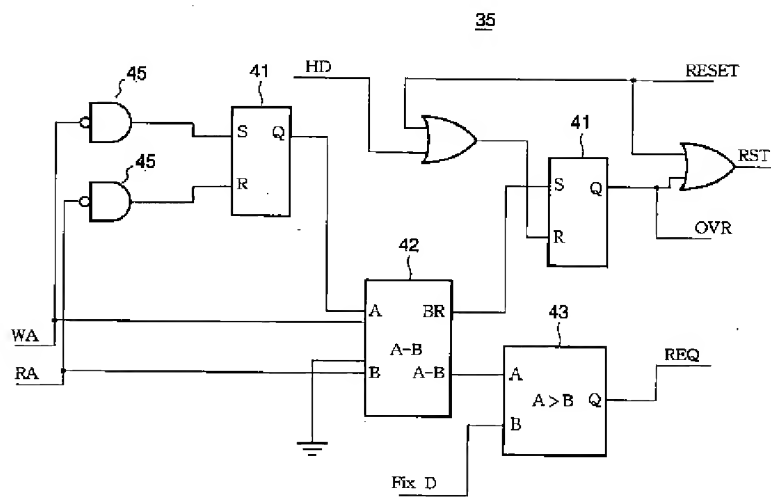 35
45
41
HD
RESET
S Q
45
41
RST
R
S Q
OVR
R
42
A BR
43
WA
A-B
REQ
RA
B A-B
A
A>B Q
B
Fix D